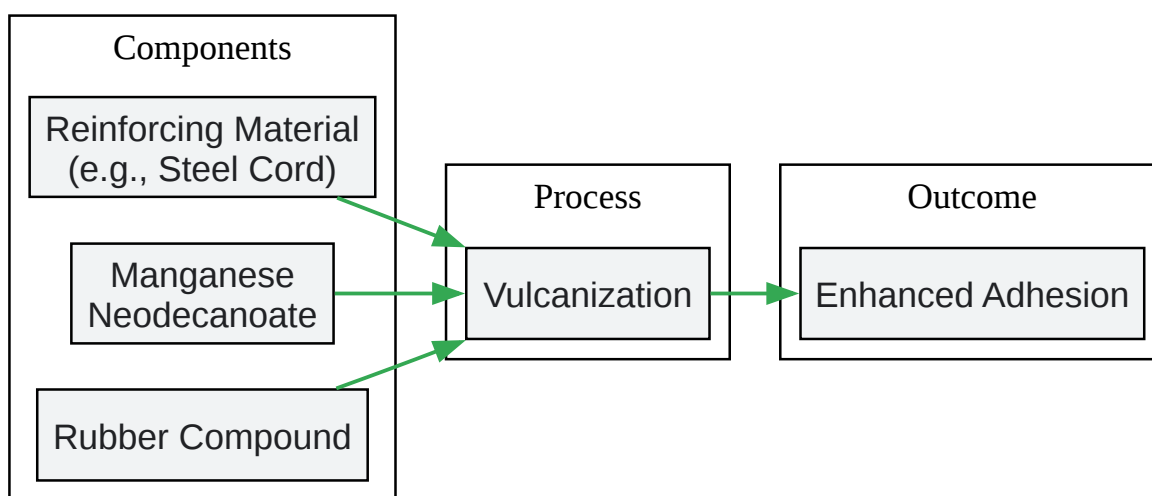 Components
Reinforcing Material
(e.g., Steel Cord)
Manganese
Neodecanoate
Rubber Compound
Process
Vulcanization
Outcome
Enhanced Adhesion